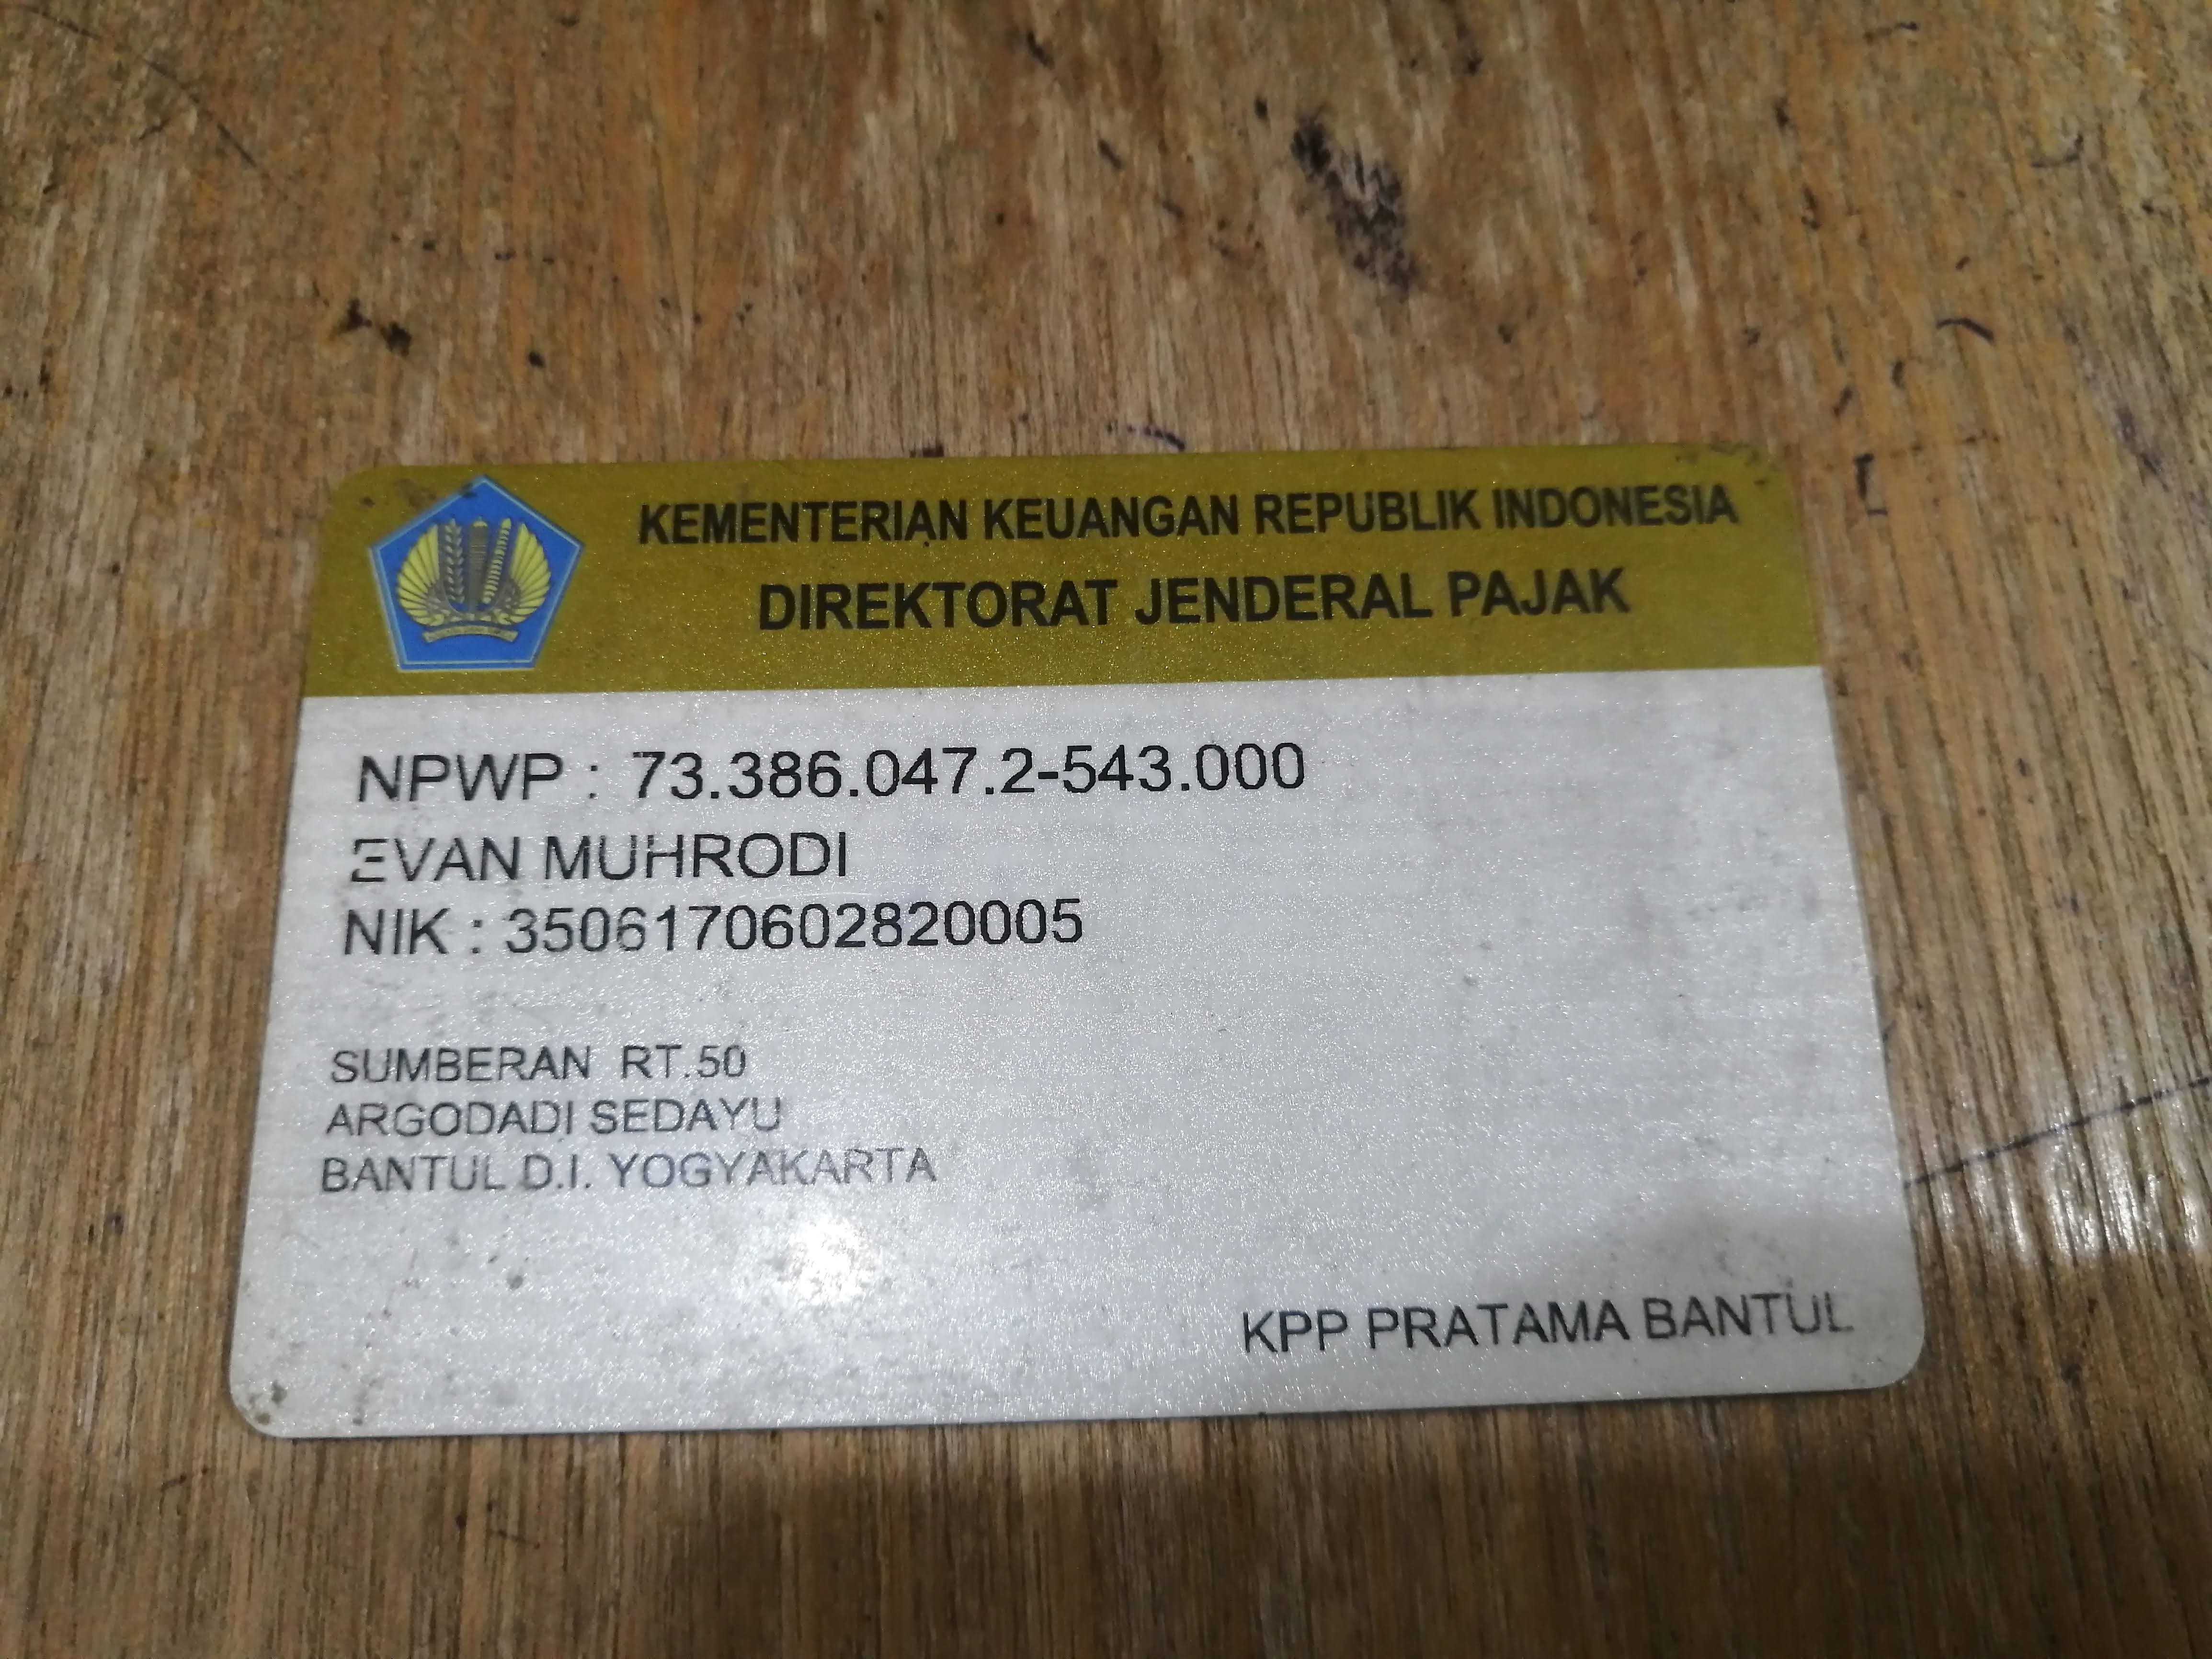 KEMENTERIAN KEUANGAN REPUBLIK INDONESIA
DIREKTORAT JENDERAL PAJAK
NPWP : 73.386.047.2-543.000
EVAN MUHRODI
NIK : 3506170602820005
SUMBERAN RT.50
ARGODADI SEDAYU
BANTUL D.I. YOGYAKARTA
KPP PRATAMA BANTUL